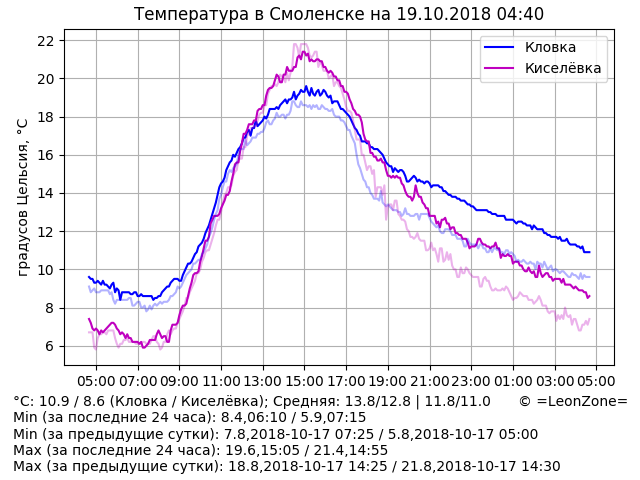 Температура в Смоленске на 19.10.2018 04:40
22
20
18
16
14
12
10
8
6
градусов Цельсия, °C
Кловка
Киселёвка
05:00 07:00 09:00 11:00 13:00 15:00 17:00 19:00 21:00 23:00 01:00 03:00 05:00
°C: 10.9 / 8.6 (Кловка / Киселёвка); Средняя: 13.8/12.8 | 11.8/11.0 © =LeonZone=
Min (за последние 24 часа): 8.4,06:10 / 5.9,07:15
Min (за предыдущие сутки): 7.8,2018-10-17 07:25 / 5.8,2018-10-17 05:00
Max (за последние 24 часа): 19.6,15:05 / 21.4,14:55
Max (за предыдущие сутки): 18.8,2018-10-17 14:25 / 21.8,2018-10-17 14:30